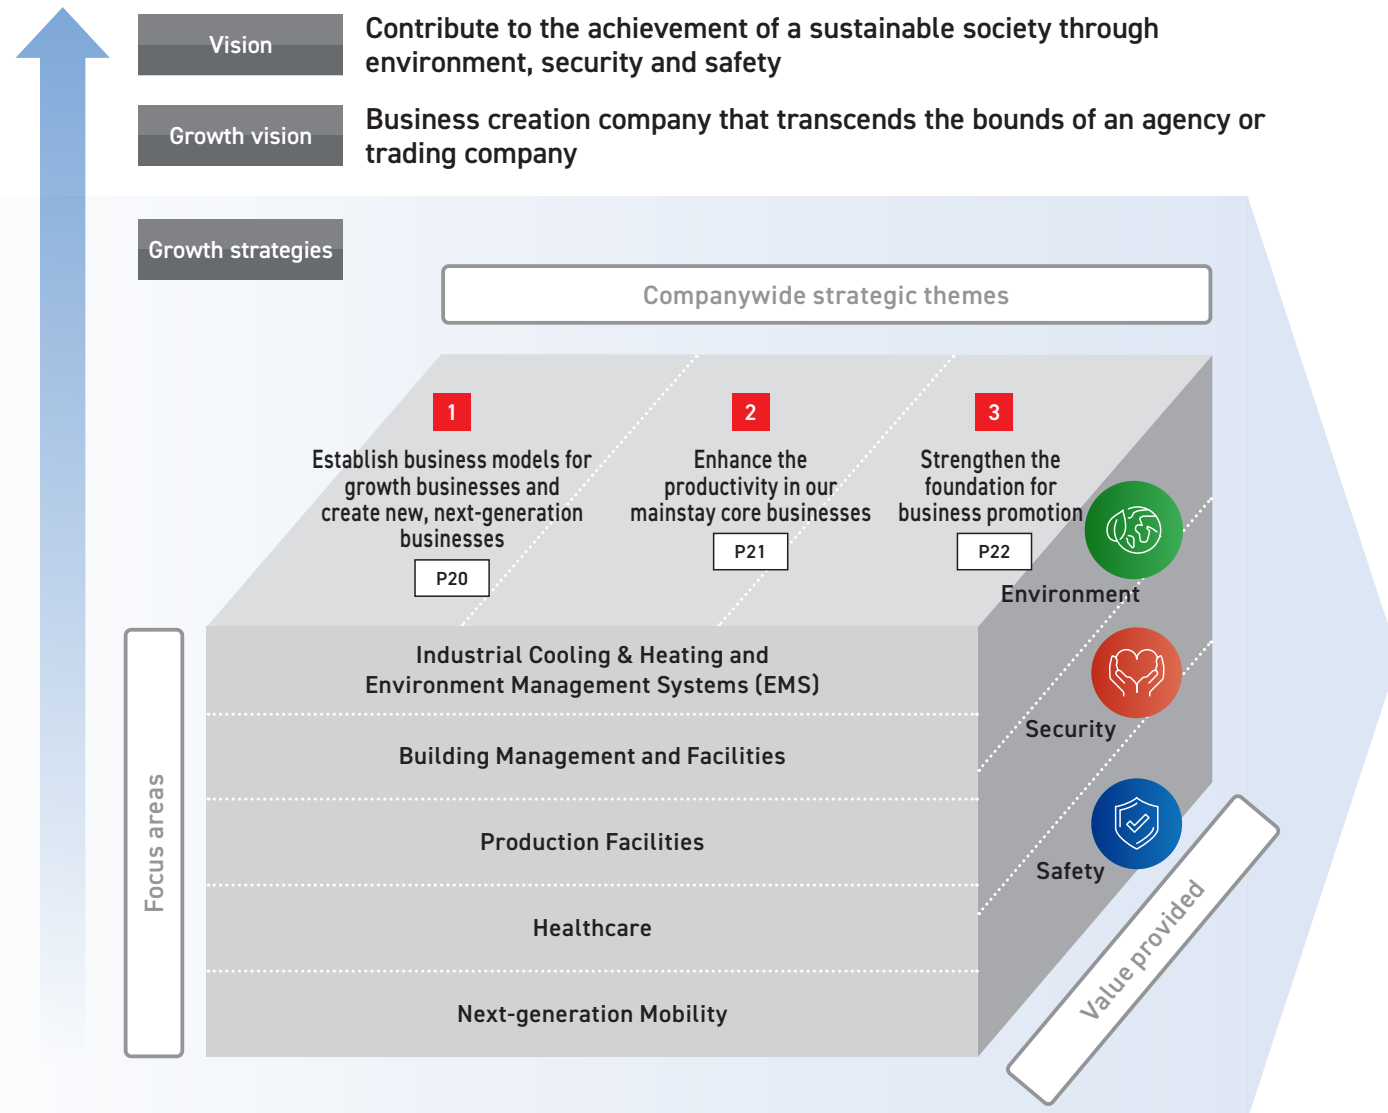 Vision
Contribute to the achievement of a sustainable society through
environment, security and safety
Growth vision
Business creation company that transcends the bounds of an agency or
trading company
Growth strategies
Companywide strategic themes
1
Establish business models for
growth businesses and
create new, next-generation
businesses
P20
2
Enhance the
productivity in our
mainstay core businesses
P21
3
Strengthen the
foundation for
business promotion
P22
Environment
Security
Safety
Value provided
Focus areas
Industrial Cooling & Heating and
Environment Management Systems (EMS)
Building Management and Facilities
Production Facilities
Healthcare
Next-generation Mobility